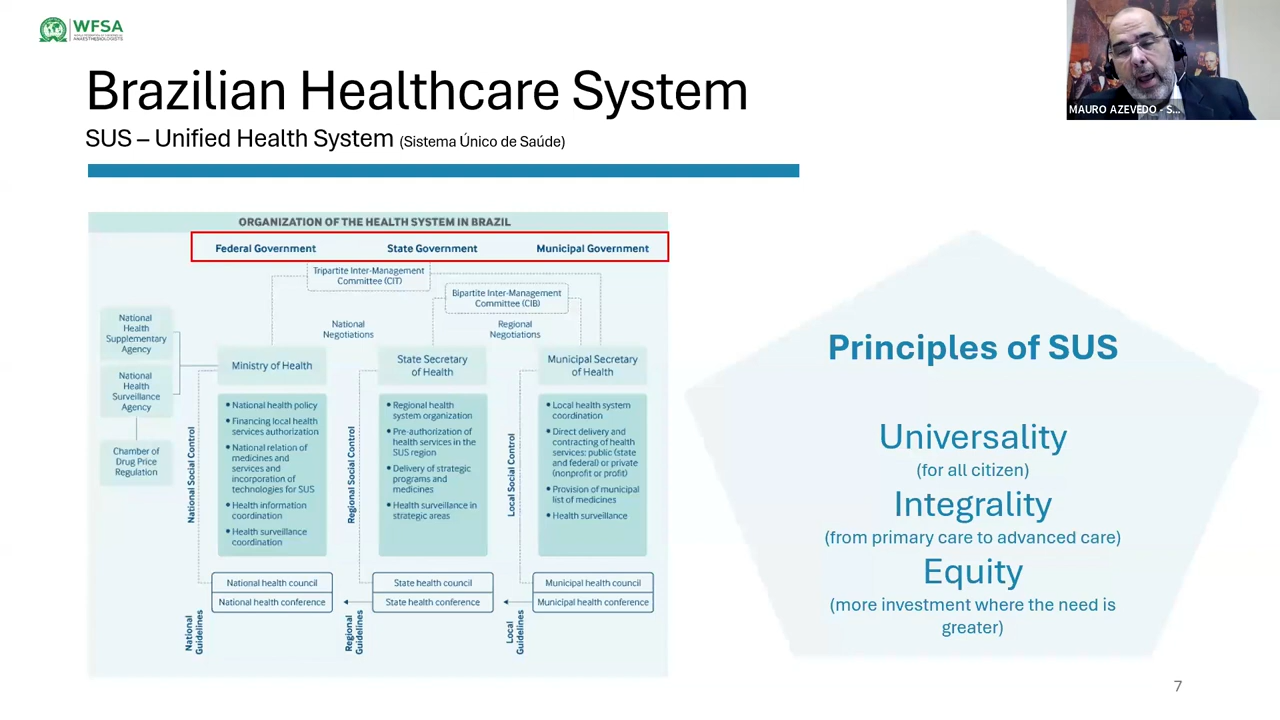 WFSA
WORLD FEDERATION OF SOCIETIES OF
ANAESTHESIOLOGISTS
Brazilian Healthcare System
SUS – Unified Health System (Sistema Único de Saúde)
MAURO AZEVEDO - S...
ORGANIZATION OF THE HEALTH SYSTEM IN BRAZIL
Federal Government
State Government
Municipal Government
Tripartite Inter-Management
Committee (CIT)
Bipartite Inter-Management
Committee (CIB)
National
Negotiations
Regional
Negotiations
National
Health
Supplementary
Agency
National
Health
Surveillance
Agency
Chamber of
Drug Price
Regulation
Ministry of Health
• National health policy
• Financing local health
services authorization
• National relation of
medicines and
services and
incorporation of
technologies for SUS
• Health information
coordination
• Health surveillance
coordination
National Social Control
National health council
National health conference
National
Guidelines
State Secretary
of Health
• Regional health
system organization
• Pre-authorization of
health services in the
SUS region
• Delivery of strategic
programs and
medicines
• Health surveillance in
strategic areas
Regional Social Control
State health council
State health conference
Regional
Guidelines
Municipal Secretary
of Health
• Local health system
coordination
• Direct delivery and
contracting of health
services: public (state
and federal) or private
(nonprofit or profit)
• Provision of municipal
list of medicines
• Health surveillance
Local Social Control
Municipal health council
Municipal health conference
Local
Guidelines
Principles of SUS
Universality
(for all citizen)
Integrality
(from primary care to advanced care)
Equity
(more investment where the need is
greater)
7